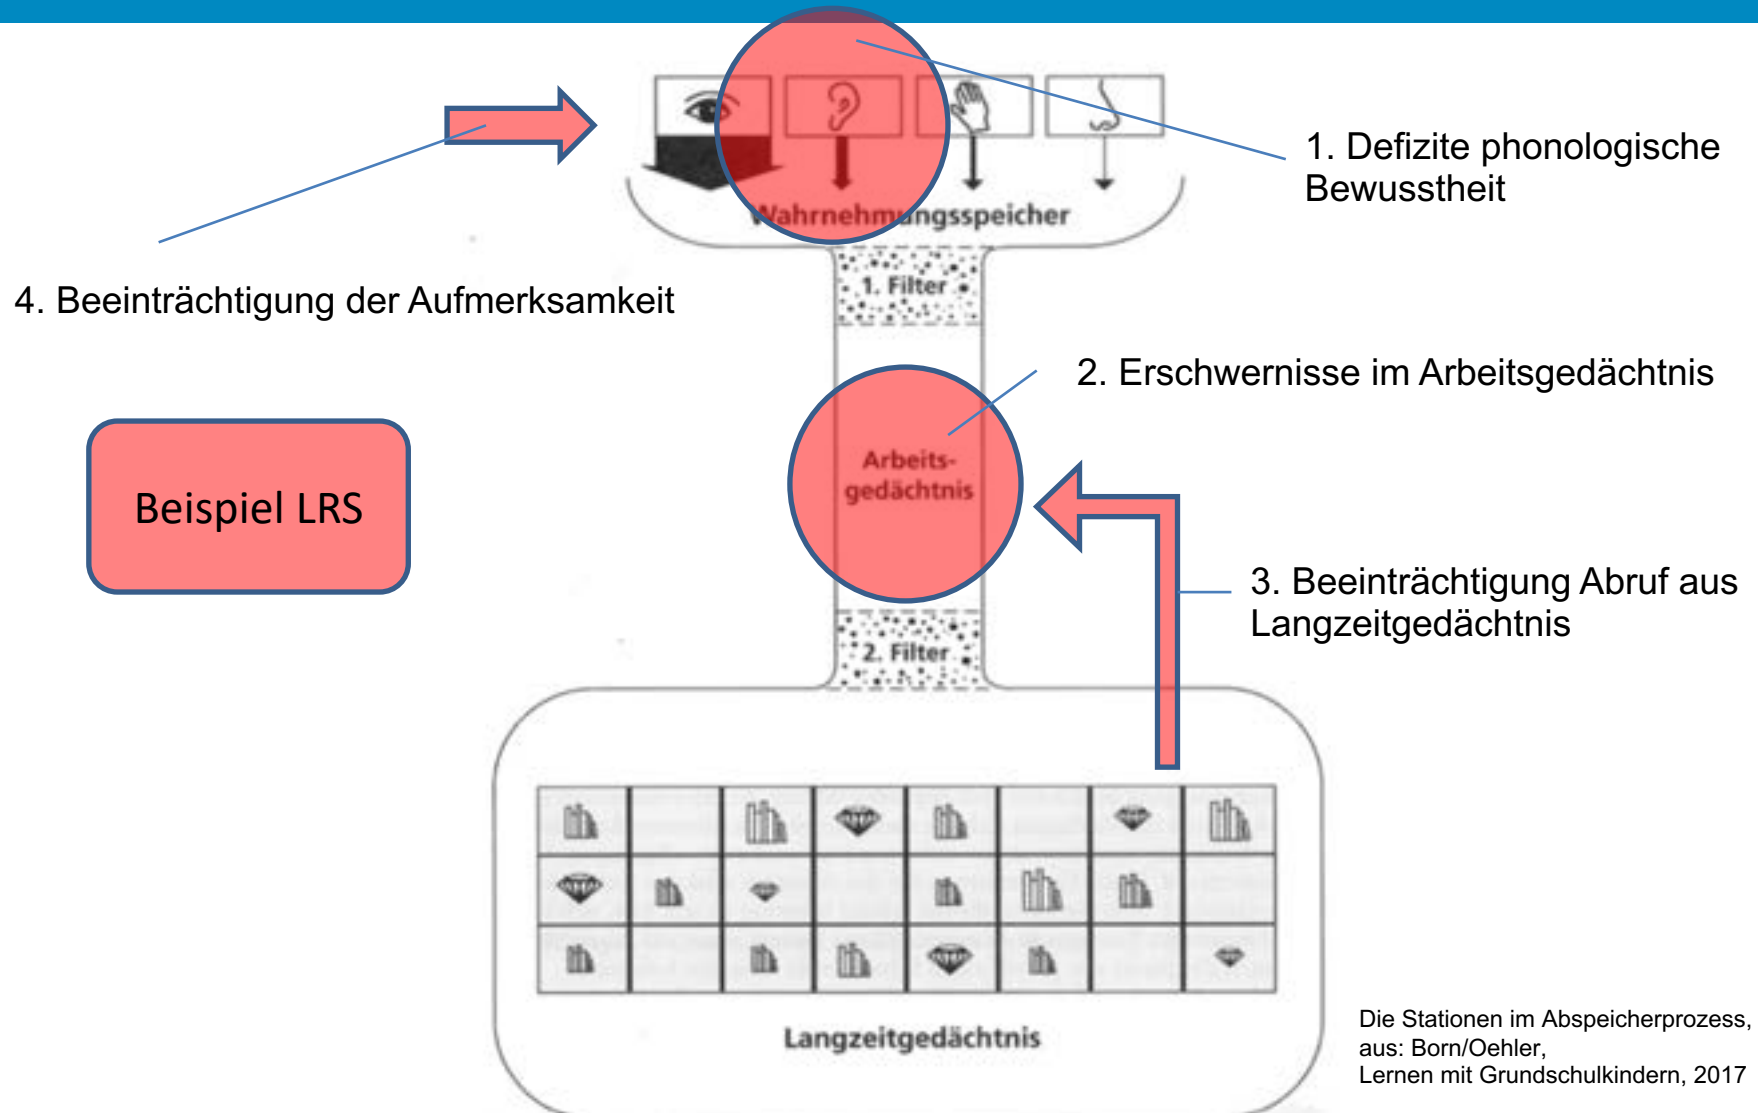 1. Defizite phonologische
Bewusstheit
Wahrnehmungsspeicher
1. Filter
4. Beeinträchtigung der Aufmerksamkeit
2. Erschwernisse im Arbeitsgedächtnis
Arbeits-
gedächtnis
Beispiel LRS
3. Beeinträchtigung Abruf aus
Langzeitgedächtnis
2. Filter
Langzeitgedächtnis
Die Stationen im Abspeicherprozess,
aus: Born/Oehler,
Lernen mit Grundschulkindern, 2017